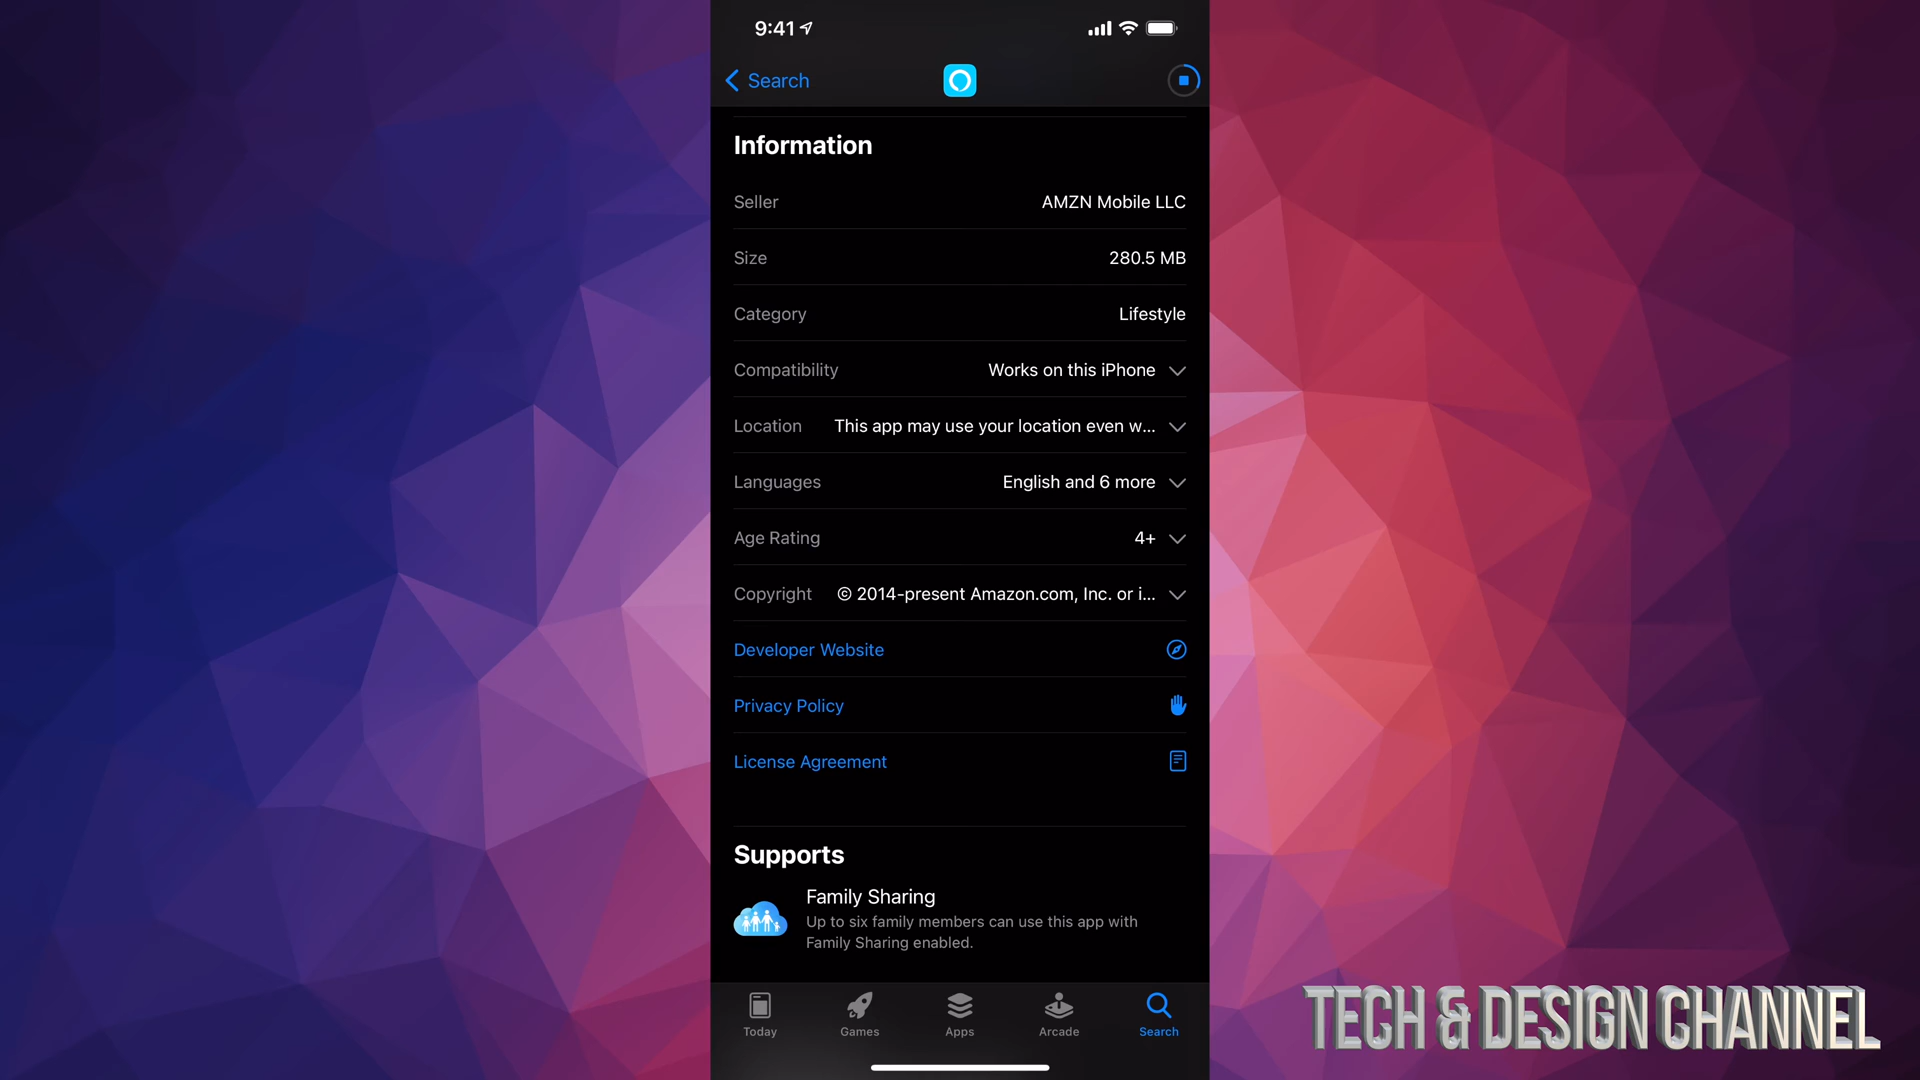 9:41
Search
Information
Seller AMZN Mobile LLC
Size 280.5 MB
Category Lifestyle
Compatibility Works on this iPhone
Location This app may use your location even w...
Languages English and 6 more
Age Rating 4+
Copyright © 2014-present Amazon.com, Inc. or i...
Developer Website
Privacy Policy
License Agreement
Supports
Family Sharing
Up to six family members can use this app with
Family Sharing enabled.
Today Games Apps Arcade Search
TECH & DESIGN CHANNEL